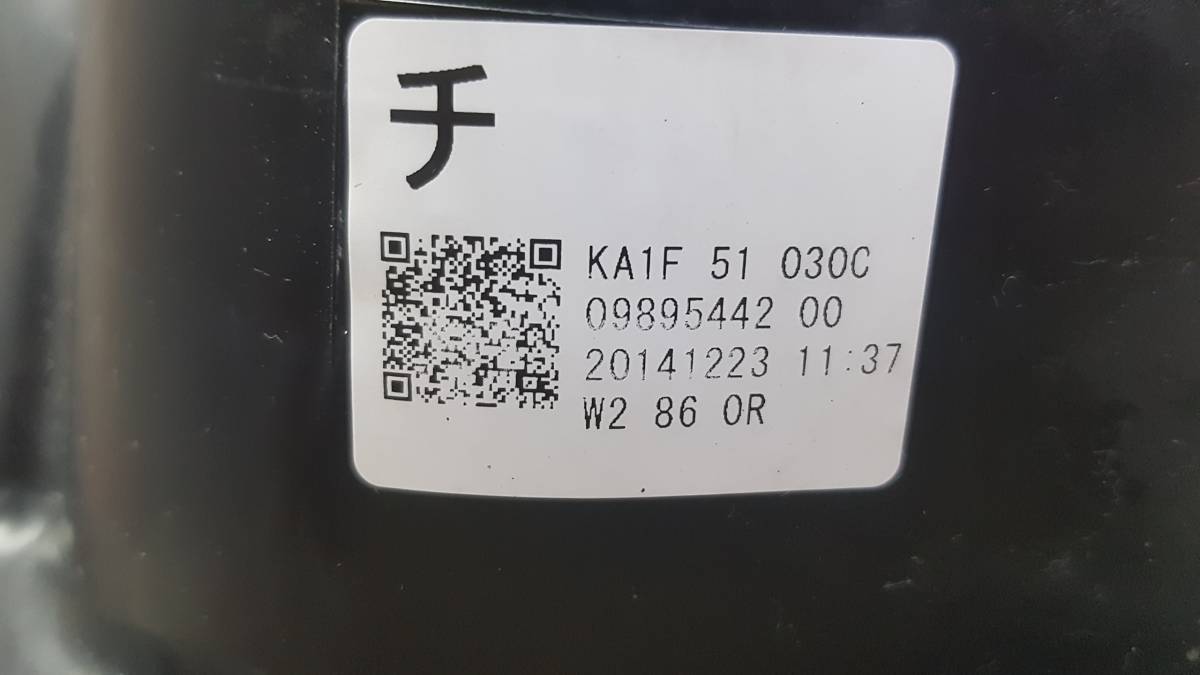 チ
KA1F 51 030C
09895442 00
20141223 11:37
W2 86 0R